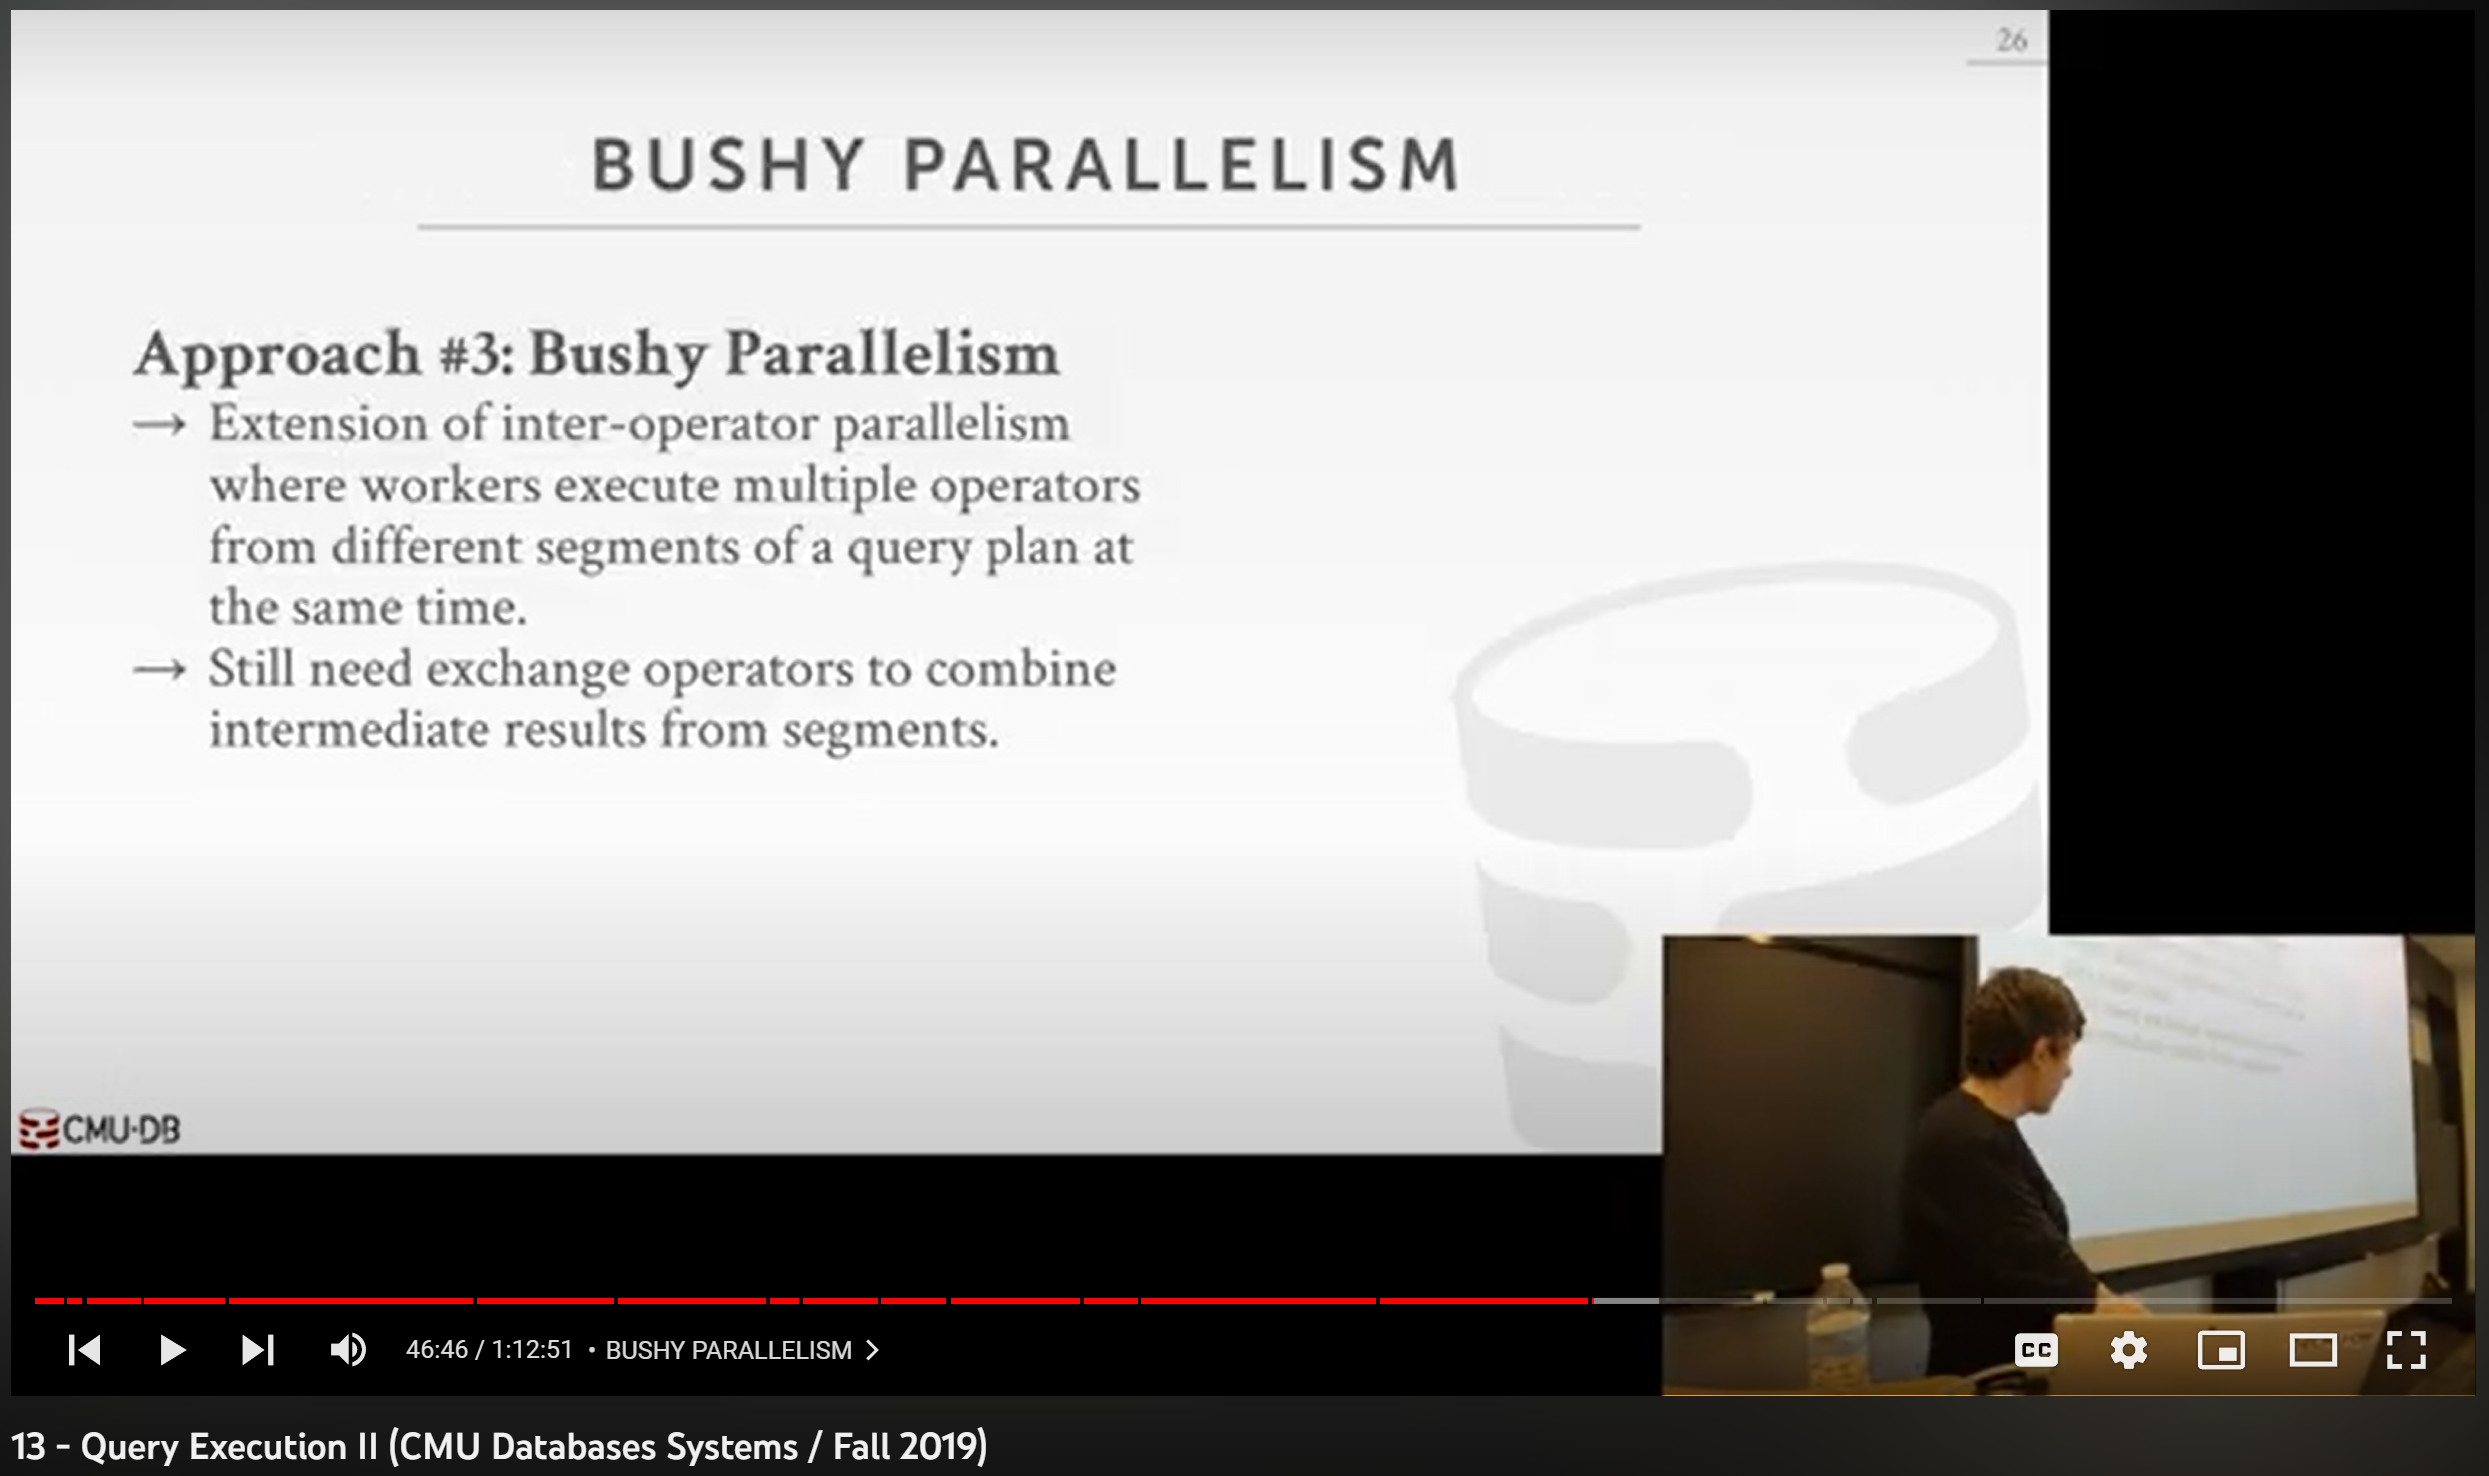 26
BUSHY PARALLELISM
Approach #3: Bushy Parallelism
→ Extension of inter-operator parallelism
where workers execute multiple operators
from different segments of a query plan at
the same time.
→ Still need exchange operators to combine
intermediate results from segments.
CMU·DB
46:46 / 1:12:51 • BUSHY PARALLELISM >
CC
13 - Query Execution II (CMU Databases Systems / Fall 2019)